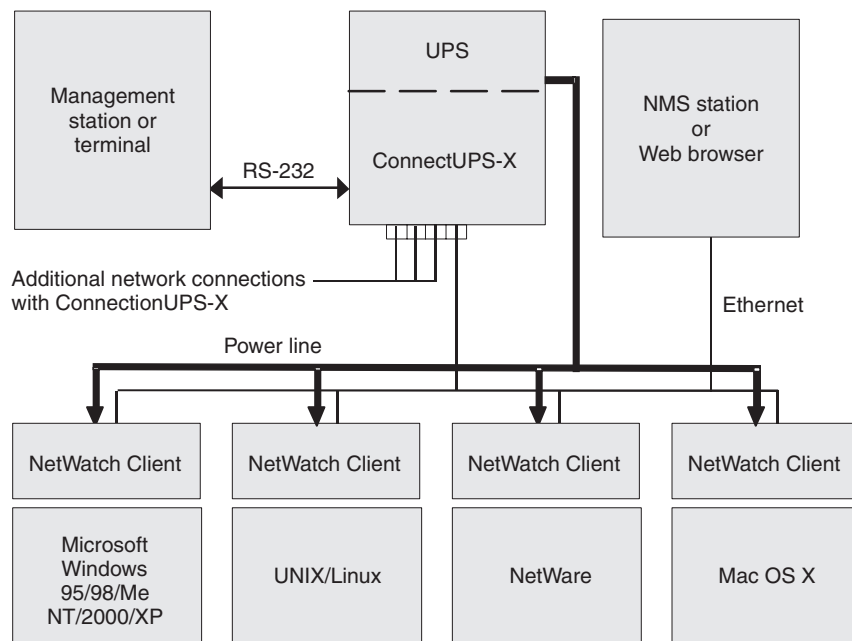 Management
station or
terminal
RS-232
UPS
ConnectUPS-X
NMS station
or
Web browser
Additional network connections
with ConnectionUPS-X
Ethernet
Power line
NetWatch Client
NetWatch Client
NetWatch Client
NetWatch Client
Microsoft
Windows
95/98/Me
NT/2000/XP
UNIX/Linux
NetWare
Mac OS X